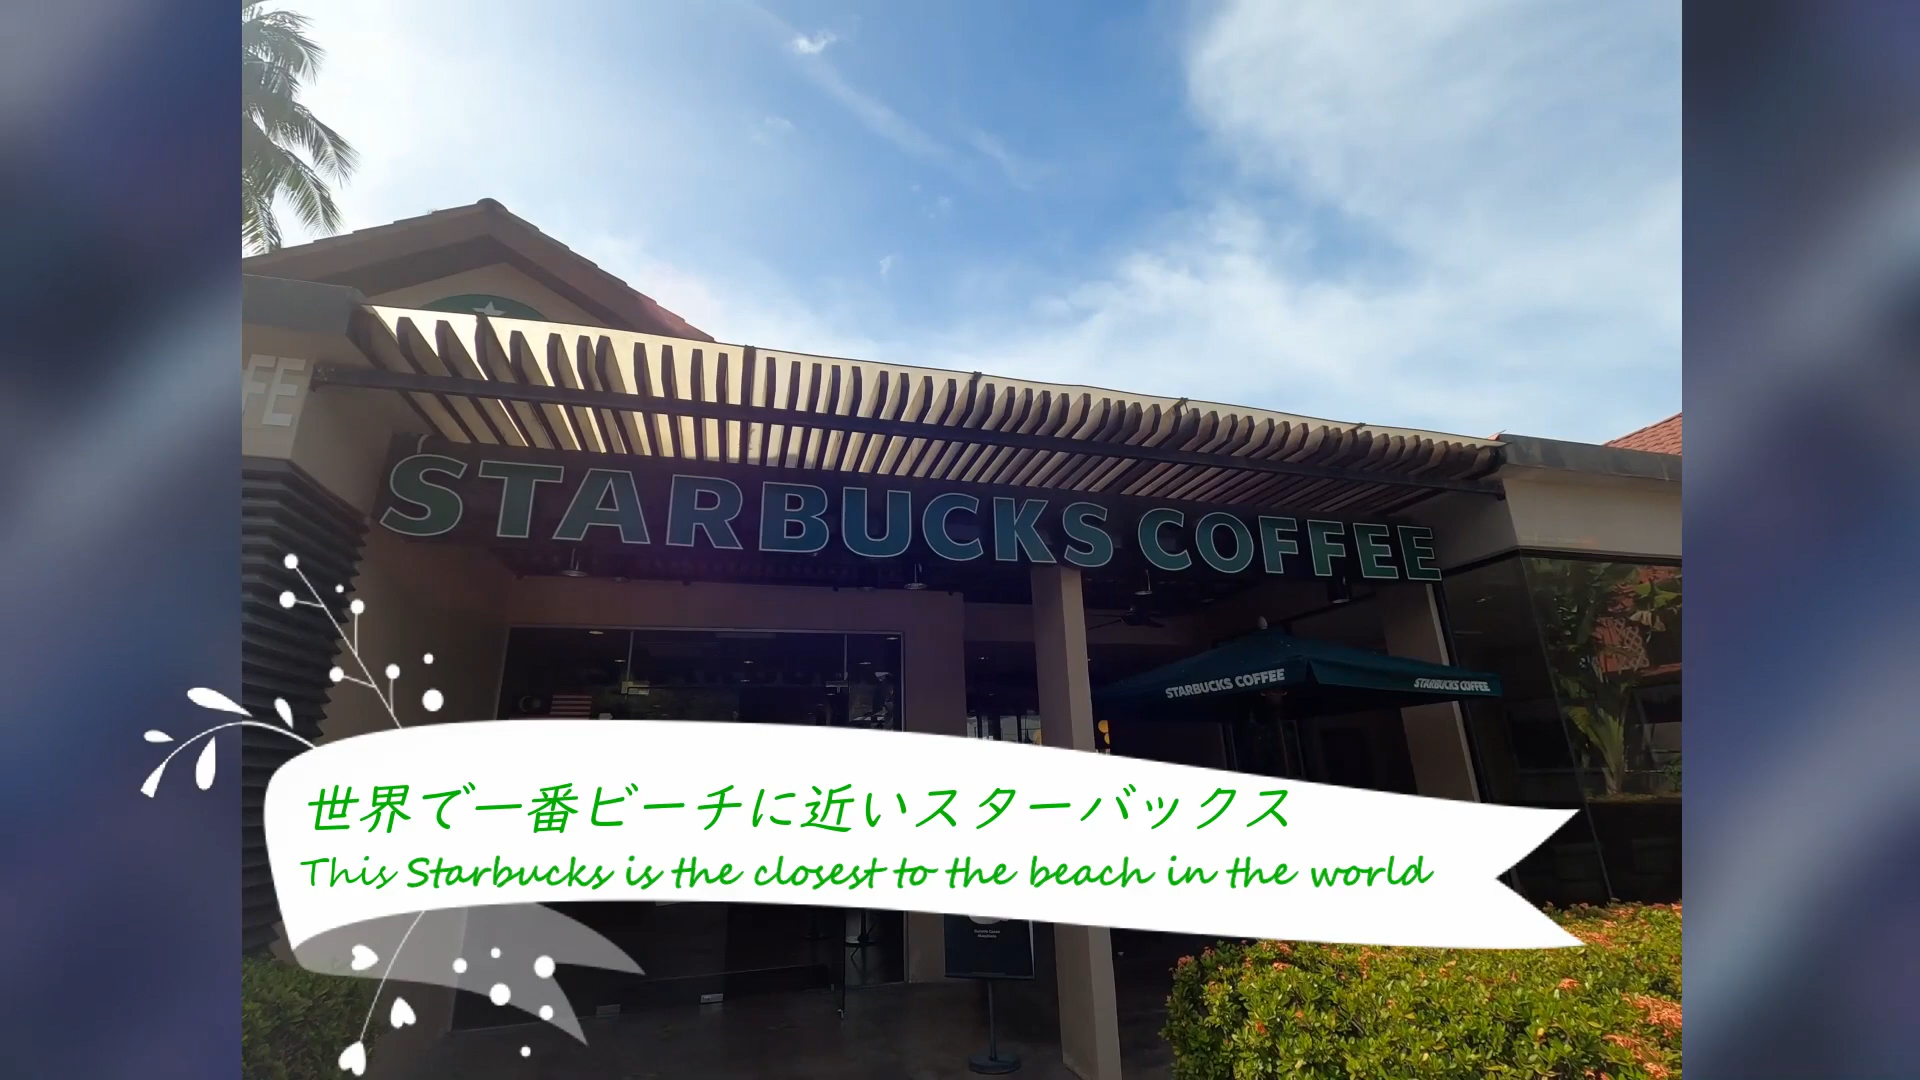 FE
STARBUCKS COFFEE
STARBUCKS COFFEE
STARBUCKS COFFEE
世界で一番ビーチに近いスターバックス
This Starbucks is the closest to the beach in the world